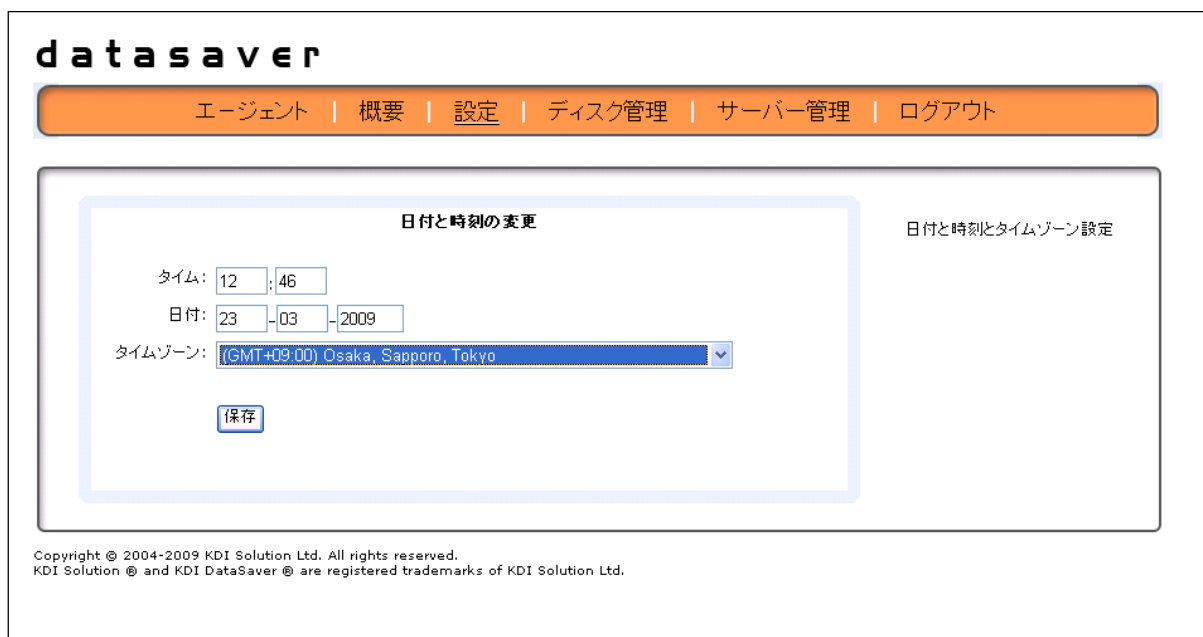 datasaver
エージェント | 概要 | 設定 | ディスク管理 | サーバー管理 | ログアウト
日付と時刻の変更
日付と時刻とタイムゾーン設定
タイム: 12 : 46
日付: 23 - 03 - 2009
タイムゾーン: (GMT+09:00) Osaka, Sapporo, Tokyo
保存
Copyright © 2004-2009 KDI Solution Ltd. All rights reserved.
KDI Solution ® and KDI DataSaver ® are registered trademarks of KDI Solution Ltd.